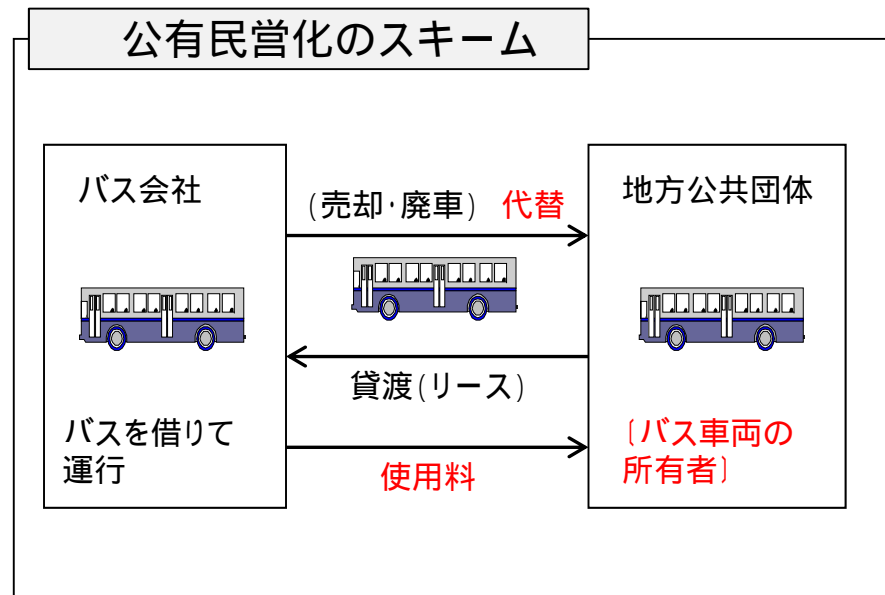 公有民営化のスキーム
バス会社
(売却・廃車) 代替
地方公共団体
貸渡(リース)
バスを借りて
運行
使用料
〔バス車両の
所有者〕